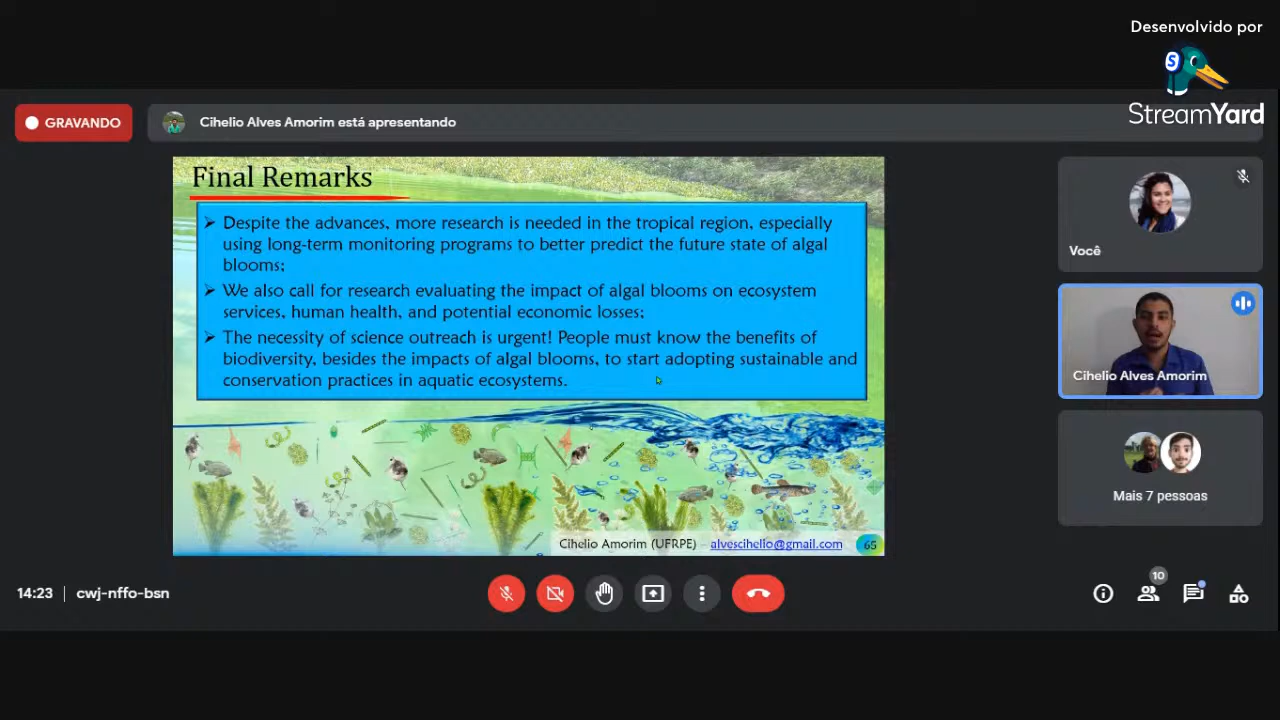 Desenvolvido por
S
StreamYard
GRAVANDO
Cihelio Alves Amorim está apresentando
Final Remarks
➢ Despite the advances, more research is needed in the tropical region, especially
using long-term monitoring programs to better predict the future state of algal
blooms;
➢ We also call for research evaluating the impact of algal blooms on ecosystem
services, human health, and potential economic losses;
➢ The necessity of science outreach is urgent! People must know the benefits of
biodiversity, besides the impacts of algal blooms, to start adopting sustainable and
conservation practices in aquatic ecosystems.
Cihelio Amorim (UFRPE) alvescihelio@gmail.com 65
Você
Cihelio Alves Amorim
Mais 7 pessoas
14:23 | cwj-nffo-bsn
10